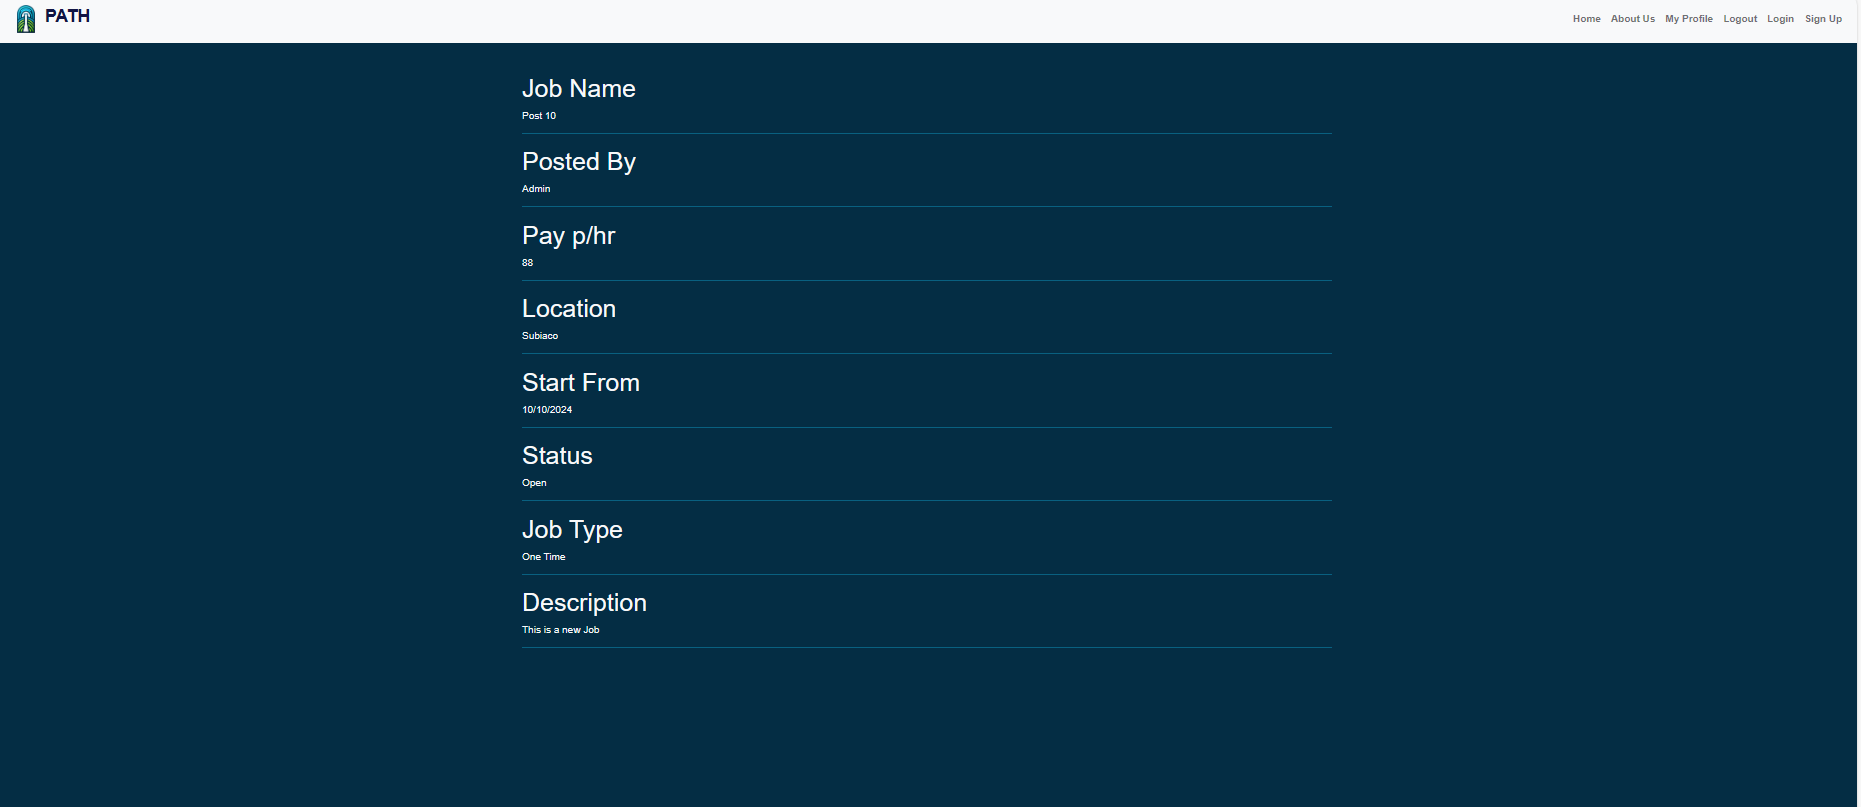 PATH
Home About Us My Profile Logout Login Sign Up
Job Name
Post 10
Posted By
Admin
Pay p/hr
88
Location
Subiaco
Start From
10/10/2024
Status
Open
Job Type
One Time
Description
This is a new Job